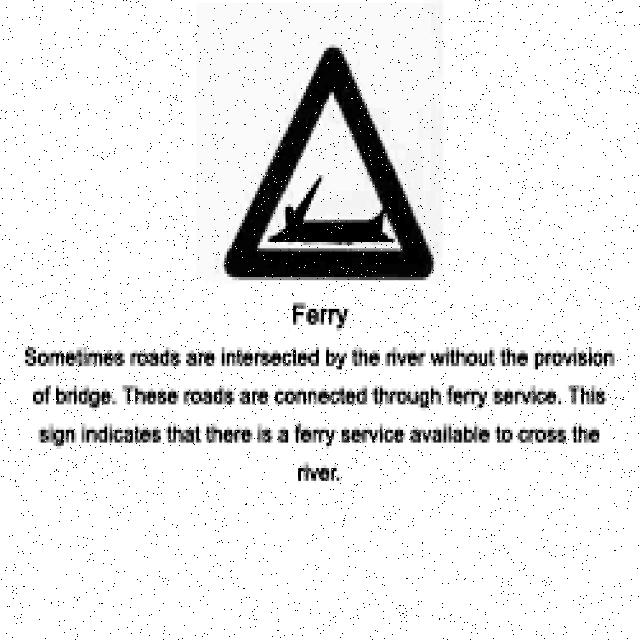 Ferry
Sometimes roads are intersected by the river without the provision
of bridge. These roads are connected through ferry service. This
sign indicates that there is a ferry service available to cross the
river.